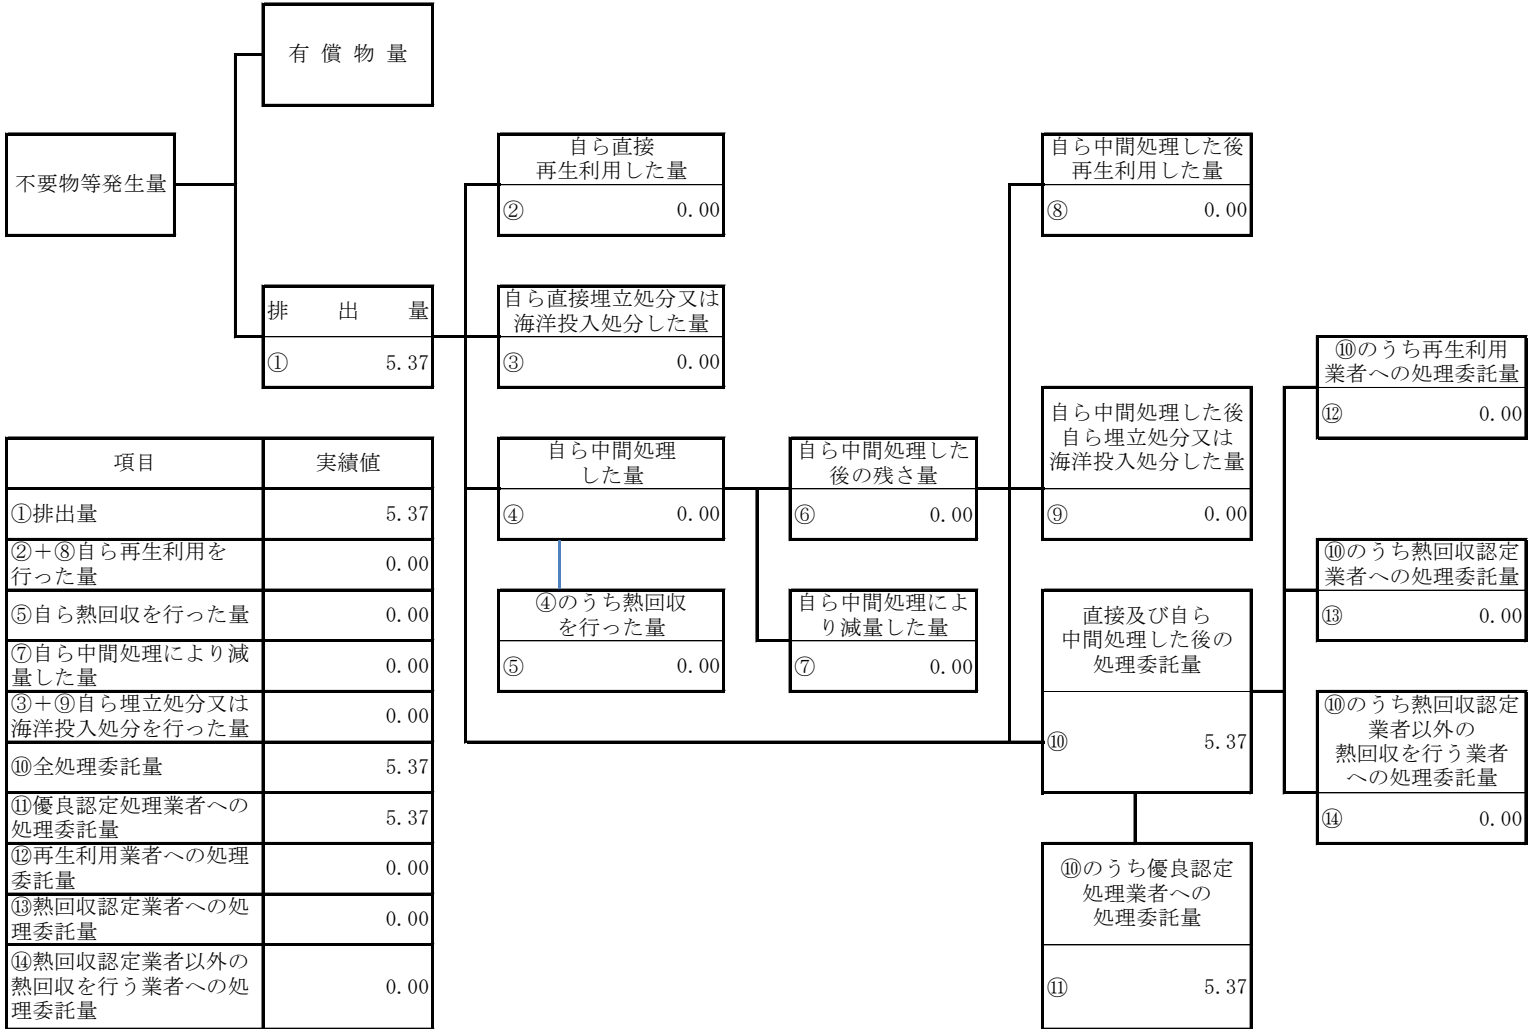 有償物量
不要物等発生量
排出量
① 5.37
自ら直接
再生利用した量
② 0.00
自ら直接埋立処分又は
海洋投入処分した量
③ 0.00
自ら中間処理
した量
④ 0.00
④のうち熱回収
を行った量
⑤ 0.00
自ら中間処理した
後の残さ量
⑥ 0.00
自ら中間処理によ
り減量した量
⑦ 0.00
自ら中間処理した後
再生利用した量
⑧ 0.00
自ら中間処理した後
自ら埋立処分又は
海洋投入処分した量
⑨ 0.00
直接及び自ら
中間処理した後の
処理委託量
⑩ 5.37
⑩のうち優良認定
処理業者への
処理委託量
⑪ 5.37
⑩のうち再生利用
業者への処理委託量
⑫ 0.00
⑩のうち熱回収認定
業者への処理委託量
⑬ 0.00
⑩のうち熱回収認定
業者以外の
熱回収を行う業者
への処理委託量
⑭ 0.00
項目 実績値
①排出量 5.37
②+⑧自ら再生利用を
行った量 0.00
⑤自ら熱回収を行った量 0.00
⑦自ら中間処理により減
量した量 0.00
③+⑨自ら埋立処分又は
海洋投入処分を行った量 0.00
⑩全処理委託量 5.37
⑪優良認定処理業者への
処理委託量 5.37
⑫再生利用業者への処理
委託量 0.00
⑬熱回収認定業者への処
理委託量 0.00
⑭熱回収認定業者以外の
熱回収を行う業者への処
理委託量 0.00